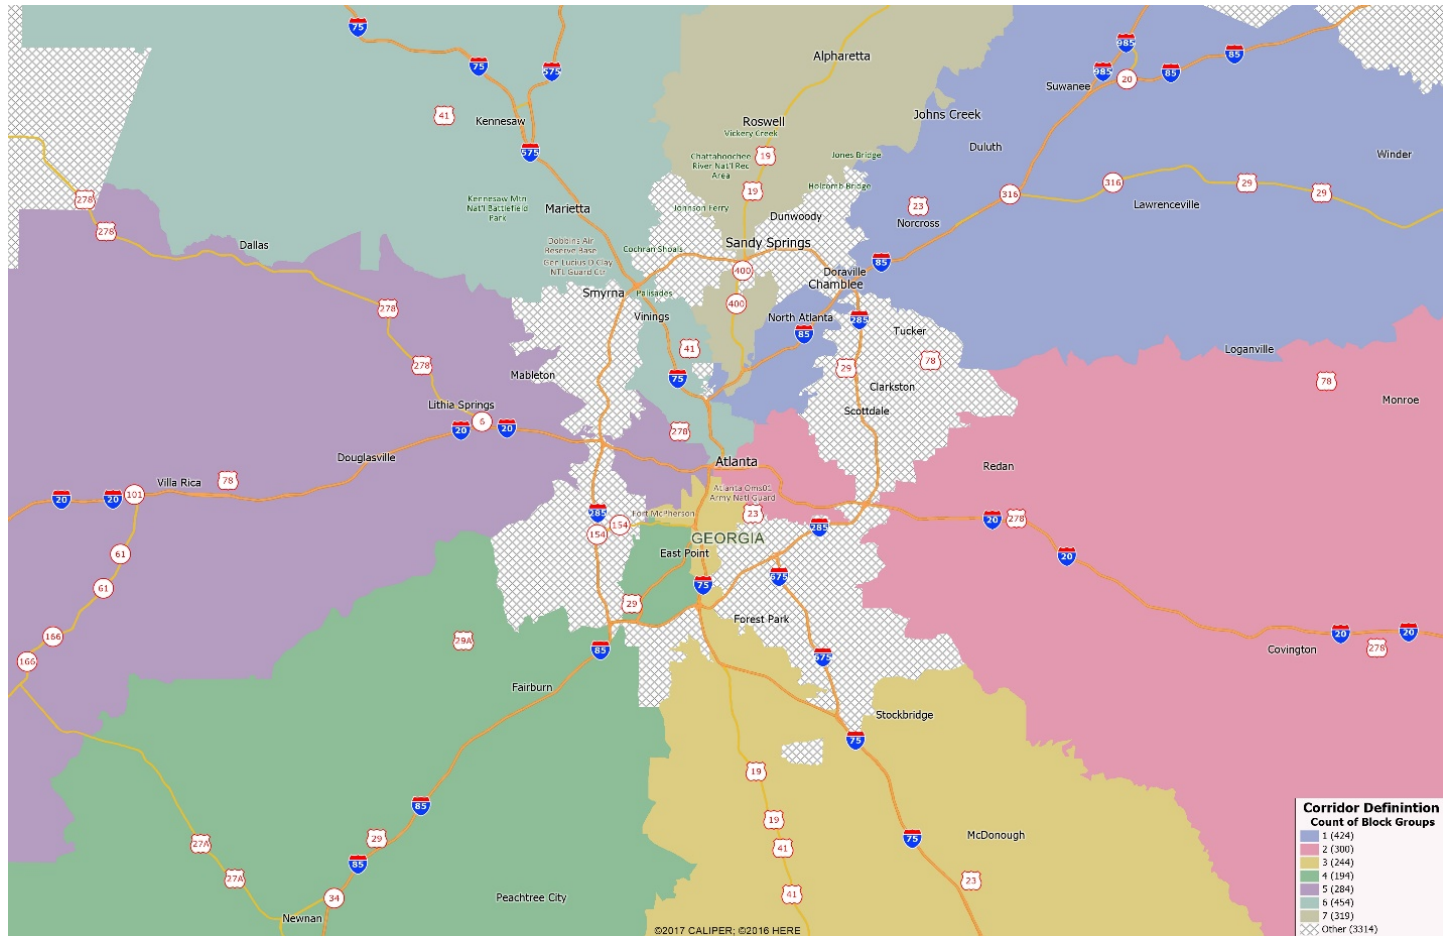 75
985
85
Alpharetta
75
575
985
85
20
Suwanee
41
Kennesaw
Roswell
Johns Creek
Vickery Creek
575
19
Chattahoochee
River Nat'l Rec
Area
Jones Bridge
Duluth
Winder
278
19
Holcomb Bridge
316
316
29
29
Kennesaw Mtn
Nat'l Battlefield
Park
Marietta
Johnson Ferry
Dunwoody
23
Norcross
Lawrenceville
278
Dallas
Dobbins Air
Reserve Base
Gen Lucius D Clay
NTL Guard Ctr
Cochran Shoals
Sandy Springs
85
400
Doraville
Chamblee
Smyrna
Palisades
278
Vinings
400
North Atlanta
85
285
Tucker
278
Mableton
41
75
29
78
Clarkston
Scottdale
Loganville
78
Monroe
Lithia Springs
6
20
20
278
Douglasville
Atlanta
Redan
Villa Rica
78
20
20
101
Atlanta Oms01
Army Natl Guard
23
285
154
154
Fort McPherson
285
20
278
GEORGIA
East Point
61
61
75
675
20
29
Forest Park
166
166
29A
85
675
20
20
278
Covington
Fairburn
Stockbridge
75
19
85
19
41
75
McDonough
27A
29
85
27A
23
41
34
Newnan
Peachtree City
©2017 CALIPER; ©2016 HERE
Corridor Definintion
Count of Block Groups
1 (424)
2 (300)
3 (244)
4 (194)
5 (284)
6 (454)
7 (319)
Other (3314)